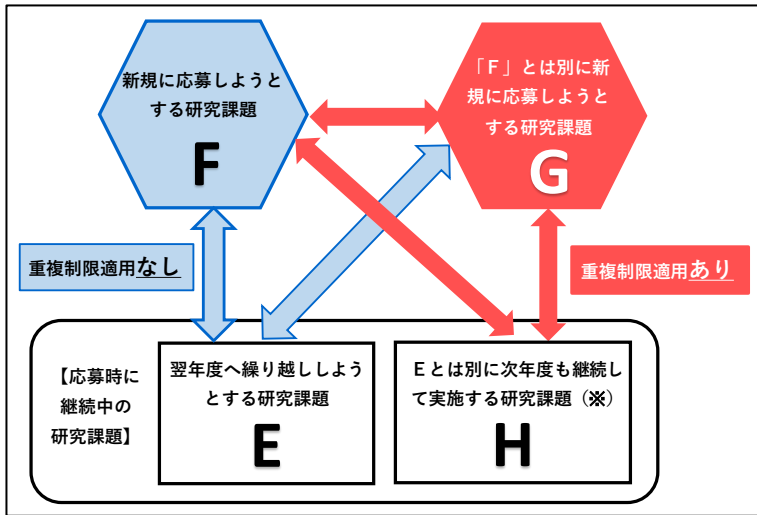 新規に応募しようと
する研究課題
F
「F」とは別に新
規に応募しようと
する研究課題
G
重複制限適用なし
重複制限適用あり
【応募時に
継続中の
研究課題】
翌年度へ繰り越ししよう
とする研究課題
E
Eとは別に次年度も継続し
て実施する研究課題(※)
H